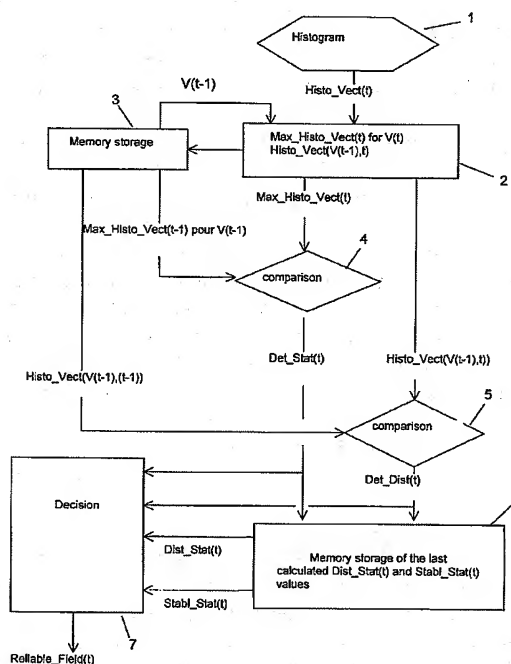 1
Histogram
Histo_Vect(t)
V(t-1)
3
Memory storage
Max_Histo_Vect(t) for V(t)
Histo_Vect(V(t-1),t)
2
Max_Histo_Vect(t)
Max_Histo_Vect(t-1) pour V(t-1)
4
comparison
Det_Stat(t)
Histo_Vect(V(t-1),t))
Histo_Vect(V(t-1),(t-1))
5
comparison
Det_Dist(t)
Decision
Memory storage of the last
calculated Dist_Stat(t) and Stabl_Stat(t)
values
Dist_Stat(t)
Stabl_Stat(t)
7
Reliable_Field(t)